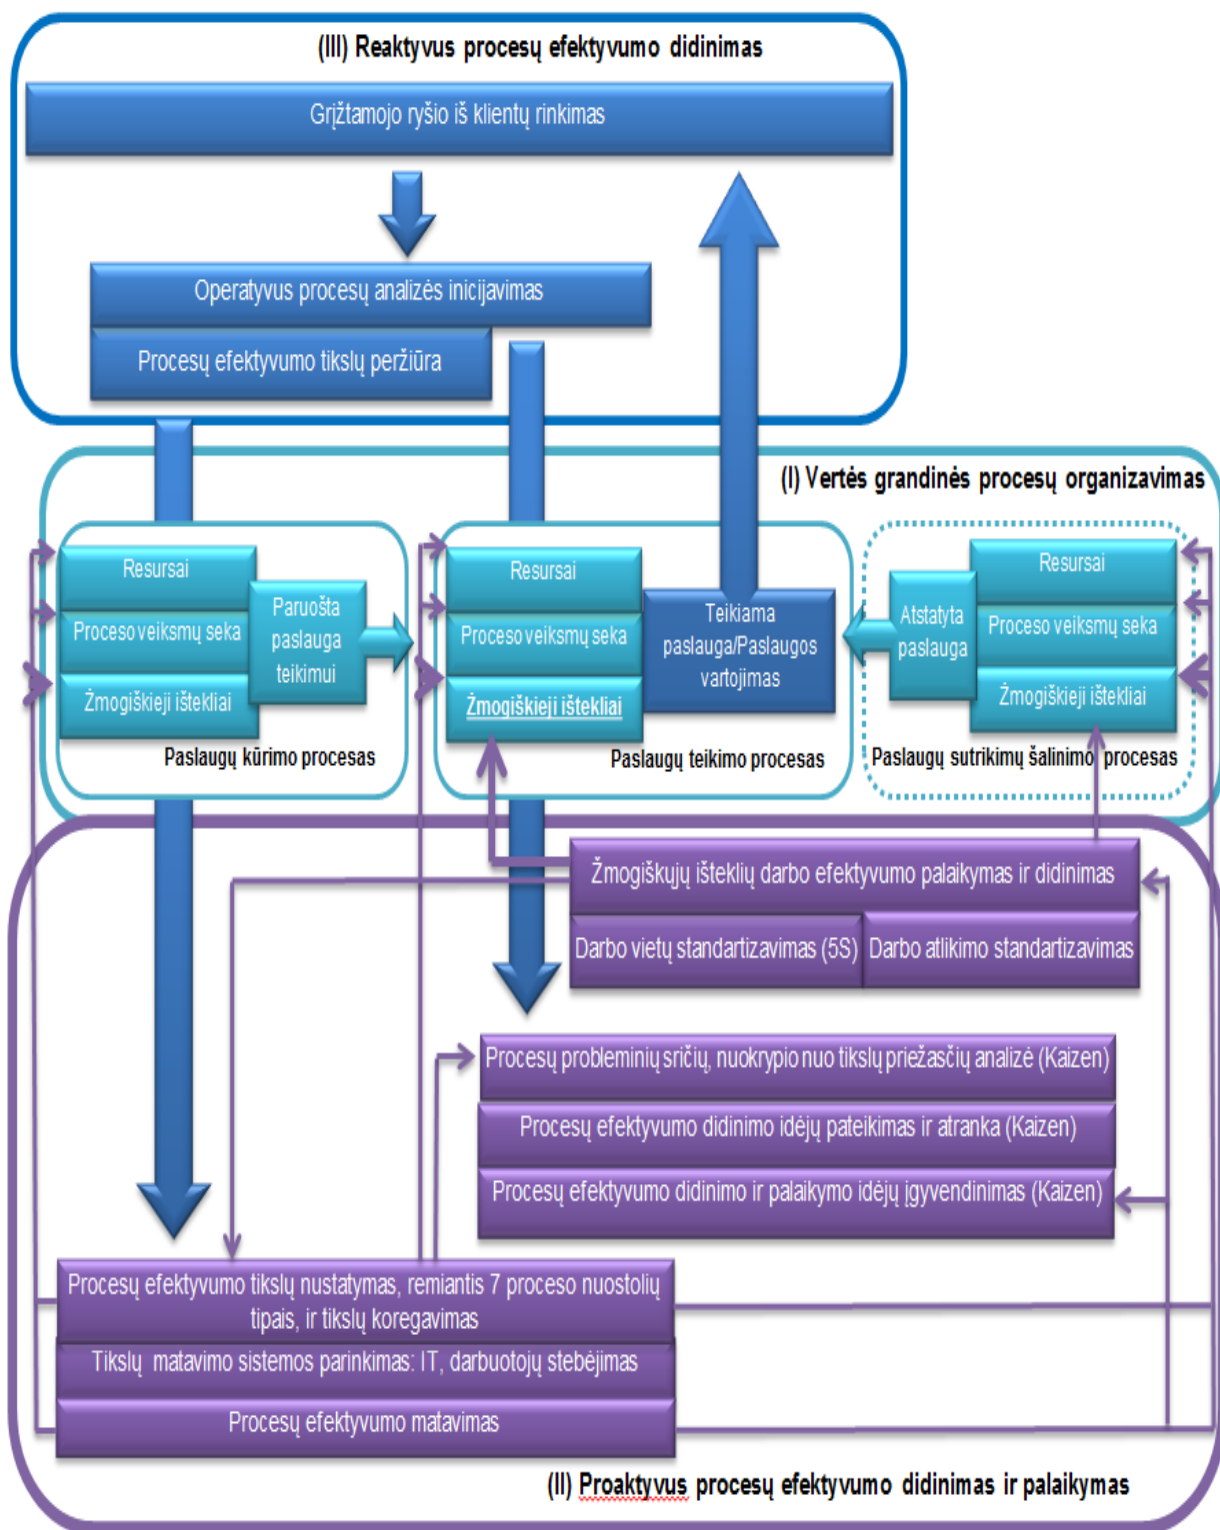 (III) Reaktyvus procesų efektyvumo didinimas
Grįžtamojo ryšio iš klientų rinkimas
Operatyvus procesų analizės inicijavimas
Procesų efektyvumo tikslų peržiūra
(I) Vertės grandinės procesų organizavimas
Resursai
Proceso veiksmų seka
Žmogiškieji ištekliai
Paruošta
paslauga
teikimui
Paslaugų kūrimo procesas
Resursai
Proceso veiksmų seka
Žmogiškieji ištekliai
Teikiama
paslauga/Paslaugos
vartojimas
Paslaugų teikimo procesas
Atstatyta
paslauga
Resursai
Proceso veiksmų seka
Žmogiškieji ištekliai
Paslaugų sutrikimų šalinimo procesas
Žmogiškųjų išteklių darbo efektyvumo palaikymas ir didinimas
Darbo vietų standartizavimas (5S)
Darbo atlikimo standartizavimas
Procesų probleminių sričių, nuokrypio nuo tikslų priežasčių analizė (Kaizen)
Procesų efektyvumo didinimo idėjų pateikimas ir atranka (Kaizen)
Procesų efektyvumo didinimo ir palaikymo idėjų įgyvendinimas (Kaizen)
Procesų efektyvumo tikslų nustatymas, remiantis 7 proceso nuostolių
tipais, ir tikslų koregavimas
Tikslų matavimo sistemos parinkimas: IT, darbuotojų stebėjimas
Procesų efektyvumo matavimas
(II) Proaktyvus procesų efektyvumo didinimas ir palaikymas